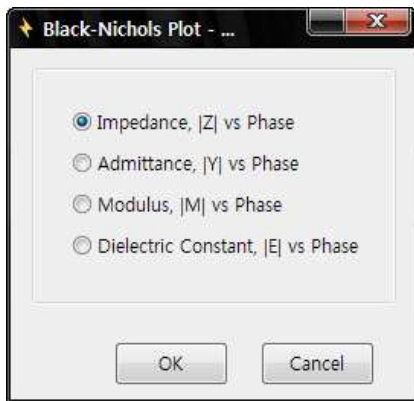 Black-Nichols Plot - ...
Impedance, |Z| vs Phase
Admittance, |Y| vs Phase
Modulus, |M| vs Phase
Dielectric Constant, |E| vs Phase
OK
Cancel